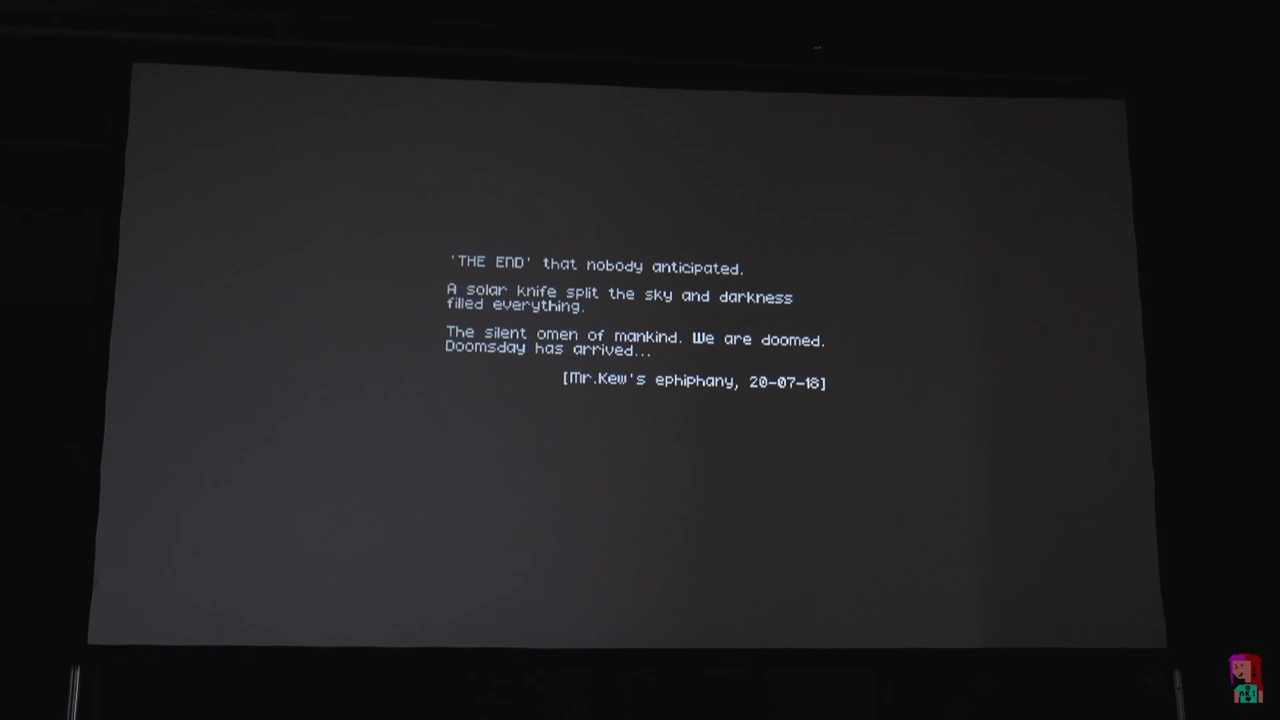 'THE END' that nobody anticipated.
A solar knife split the sky and darkness
filled everything.
The silent omen of mankind. We are doomed.
Doomsday has arrived...
[Mr.Kew's ephiphany, 20-07-18]